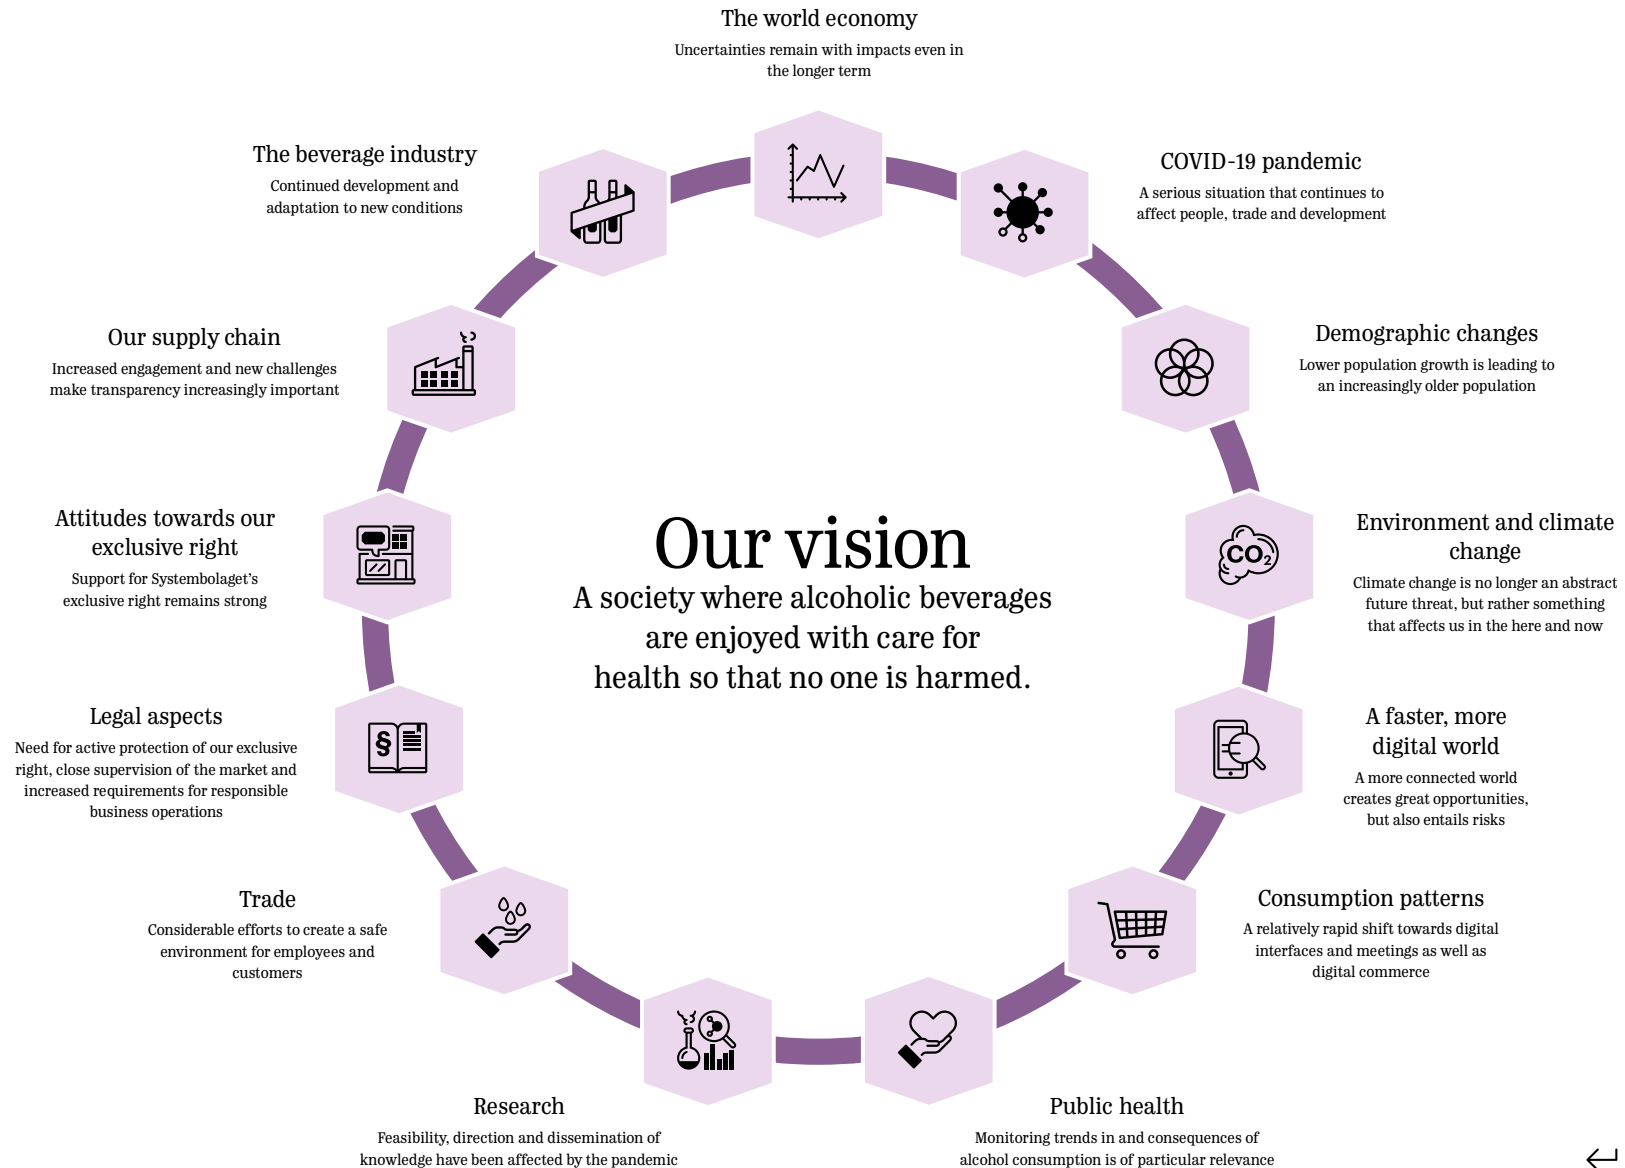 The world economy
Uncertainties remain with impacts even in
the longer term
COVID-19 pandemic
A serious situation that continues to
affect people, trade and development
Demographic changes
Lower population growth is leading to
an increasingly older population
Environment and climate
change
Climate change is no longer an abstract
future threat, but rather something
that affects us in the here and now
CO₂
A faster, more
digital world
A more connected world
creates great opportunities,
but also entails risks
Consumption patterns
A relatively rapid shift towards digital
interfaces and meetings as well as
digital commerce
Public health
Monitoring trends in and consequences of
alcohol consumption is of particular relevance
Research
Feasibility, direction and dissemination of
knowledge have been affected by the pandemic
Trade
Considerable efforts to create a safe
environment for employees and
customers
Legal aspects
Need for active protection of our exclusive
right, close supervision of the market and
increased requirements for responsible
business operations
§
Attitudes towards our
exclusive right
Support for Systembolaget’s
exclusive right remains strong
Our supply chain
Increased engagement and new challenges
make transparency increasingly important
The beverage industry
Continued development and
adaptation to new conditions
Our vision
A society where alcoholic beverages
are enjoyed with care for
health so that no one is harmed.